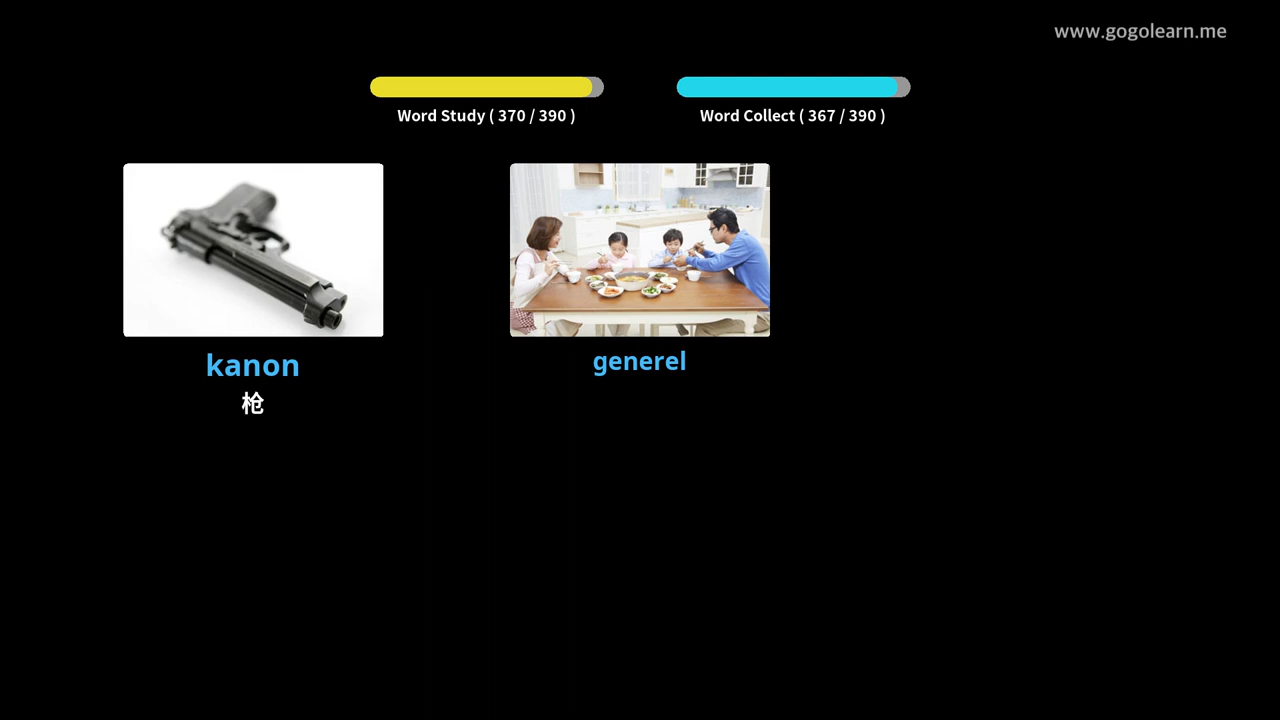 www.gogolearn.me
Word Study ( 370 / 390 )
Word Collect ( 367 / 390 )
kanon
枪
generel